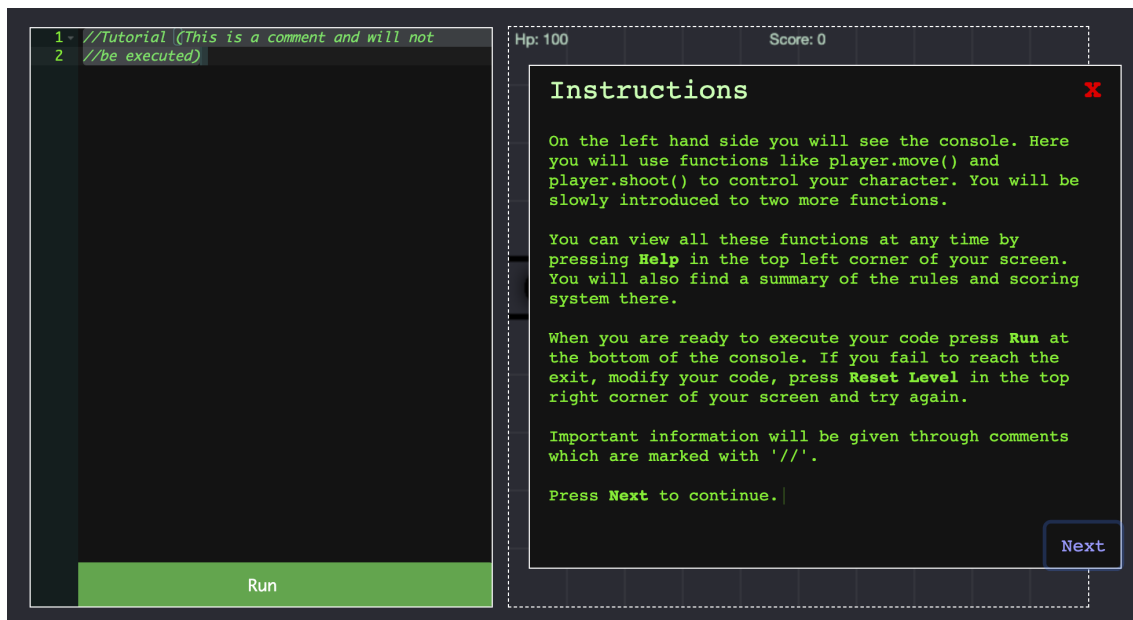 1 //Tutorial (This is a comment and will not
2 //be executed)
Run
Hp: 100 Score: 0
Instructions X
On the left hand side you will see the console. Here
you will use functions like player.move() and
player.shoot() to control your character. You will be
slowly introduced to two more functions.
You can view all these functions at any time by
pressing Help in the top left corner of your screen.
You will also find a summary of the rules and scoring
system there.
When you are ready to execute your code press Run at
the bottom of the console. If you fail to reach the
exit, modify your code, press Reset Level in the top
right corner of your screen and try again.
Important information will be given through comments
which are marked with '//'.
Press Next to continue.
Next